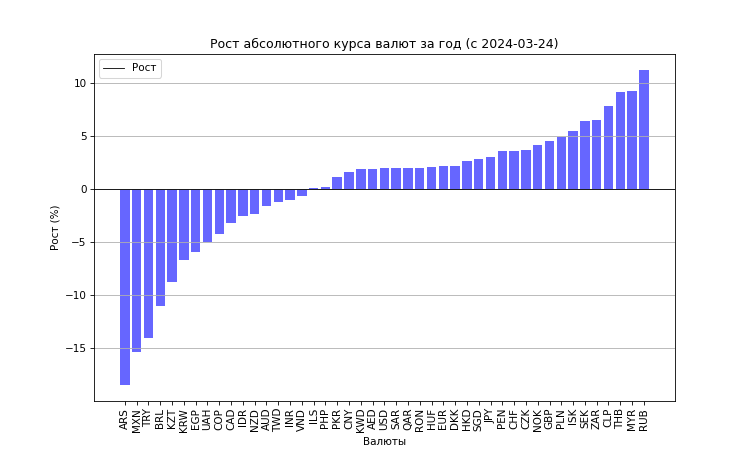 Рост абсолютного курса валют за год (с 2024-03-24)
Рост
10
5
0
−5
−10
−15
Рост (%)
ARS MXN TRY BRL KZT KRW EGP UAH COP CAD IDR NZD AUD TWD INR VND ILS PHP PKR CNY KWD AED USD SAR QAR RON HUF EUR DKK HKD SGD JPY PEN CHF CZK NOK GBP PLN ISK SEK ZAR CLP THB MYR RUB
Валюты